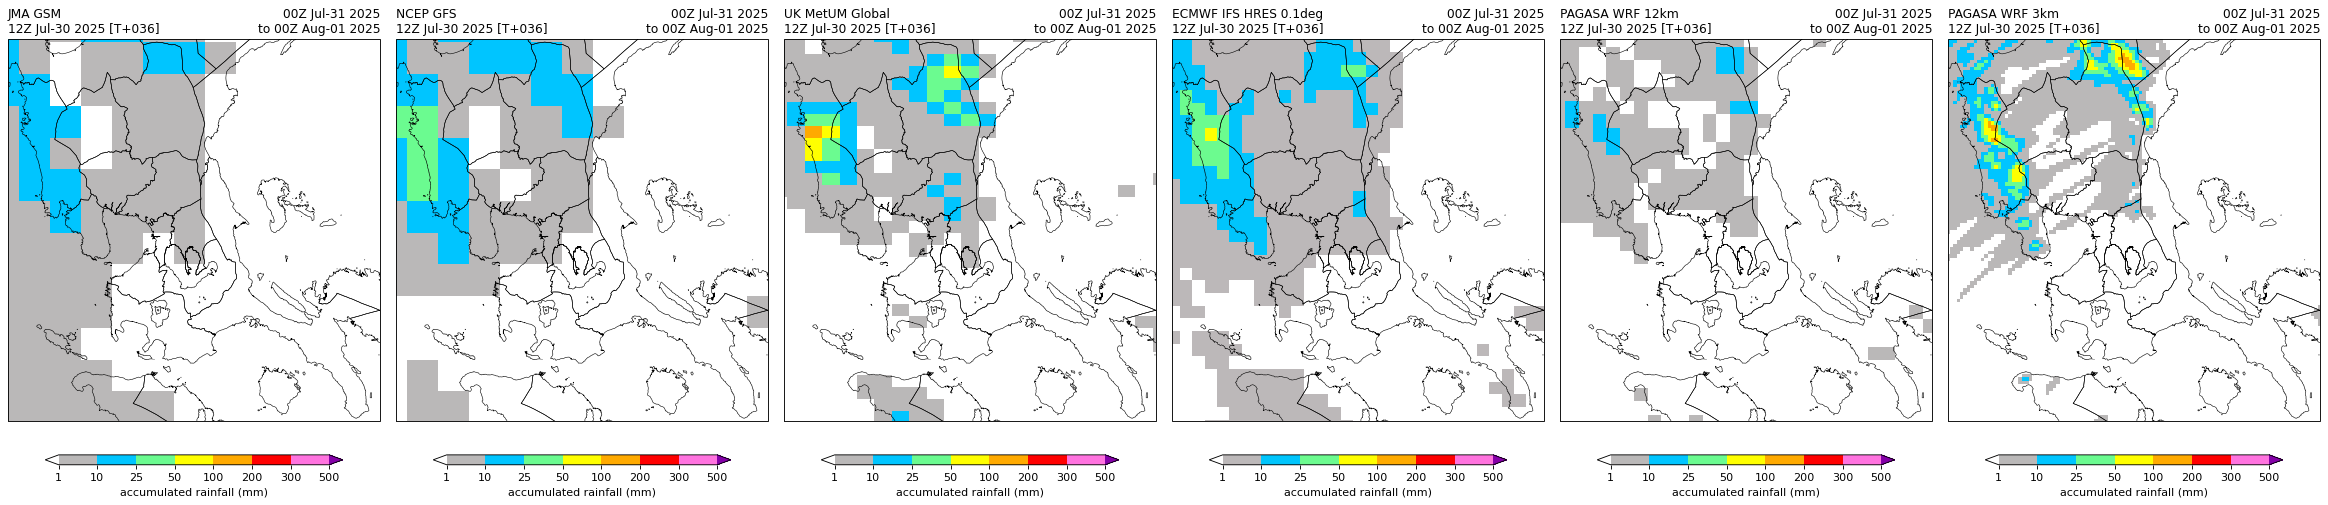 JMA GSM 00Z Jul-31 2025
12Z Jul-30 2025 [T+036] to 00Z Aug-01 2025
1 10 25 50 100 200 300 500
accumulated rainfall (mm)
NCEP GFS 00Z Jul-31 2025
12Z Jul-30 2025 [T+036] to 00Z Aug-01 2025
1 10 25 50 100 200 300 500
accumulated rainfall (mm)
UK MetUM Global 00Z Jul-31 2025
12Z Jul-30 2025 [T+036] to 00Z Aug-01 2025
1 10 25 50 100 200 300 500
accumulated rainfall (mm)
ECMWF IFS HRES 0.1deg 00Z Jul-31 2025
12Z Jul-30 2025 [T+036] to 00Z Aug-01 2025
1 10 25 50 100 200 300 500
accumulated rainfall (mm)
PAGASA WRF 12km 00Z Jul-31 2025
12Z Jul-30 2025 [T+036] to 00Z Aug-01 2025
1 10 25 50 100 200 300 500
accumulated rainfall (mm)
PAGASA WRF 3km 00Z Jul-31 2025
12Z Jul-30 2025 [T+036] to 00Z Aug-01 2025
1 10 25 50 100 200 300 500
accumulated rainfall (mm)